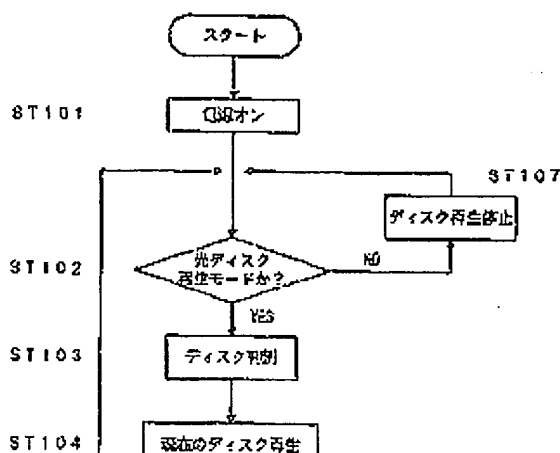 スタート
ST101
電源オン
ST107
ディスク再生停止
ST102
光ディスク
再生モードか?
NO
YES
ST103
ディスク判別
ST104
現在のディスク再生